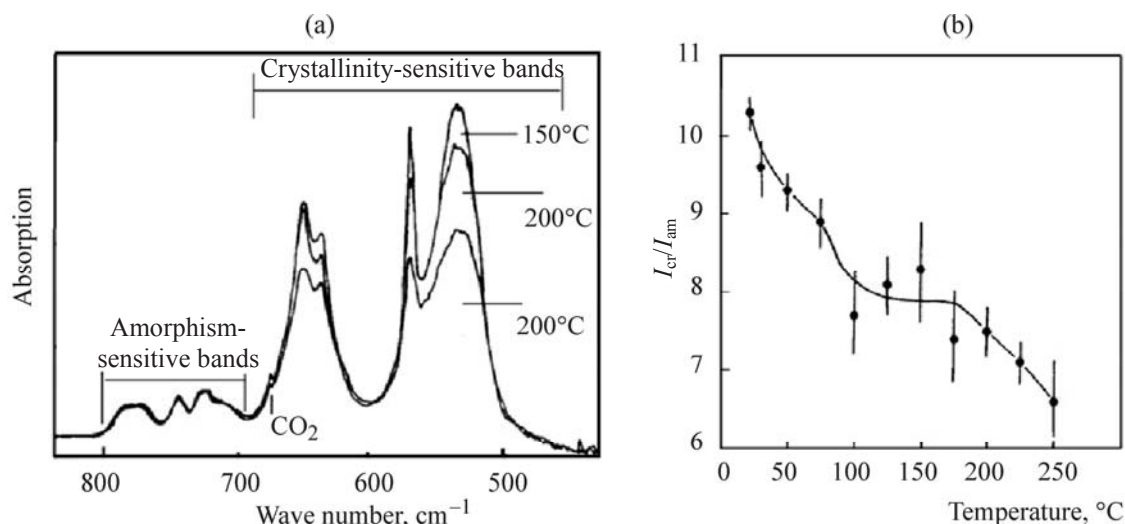 (a)
Crystallinity-sensitive bands
150°C
200°C
200°C
Amorphism-
sensitive bands
CO2
Absorption
800 700 600 500
Wave number, cm–1
(b)
11
10
9
8
7
6
Icr/Iam
0 50 100 150 200 250
Temperature, °C